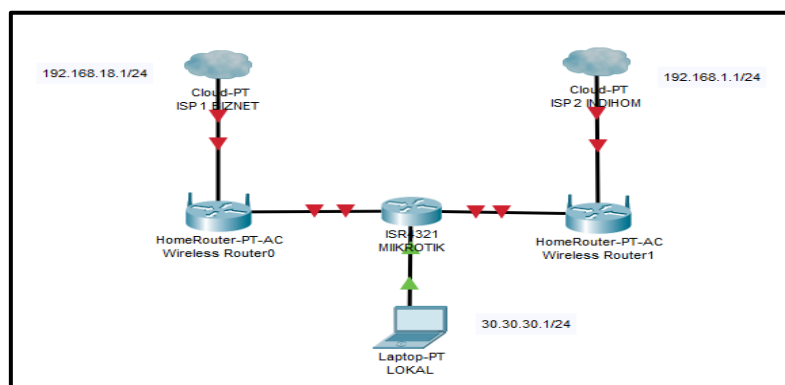 192.168.18.1/24
Cloud-PT
ISP 1 BIZNET
Cloud-PT
ISP 2 INDIHOM
192.168.1.1/24
HomeRouter-PT-AC
Wireless Router0
ISR4321
MIIKROTIK
HomeRouter-PT-AC
Wireless Router1
Laptop-PT
LOKAL
30.30.30.1/24